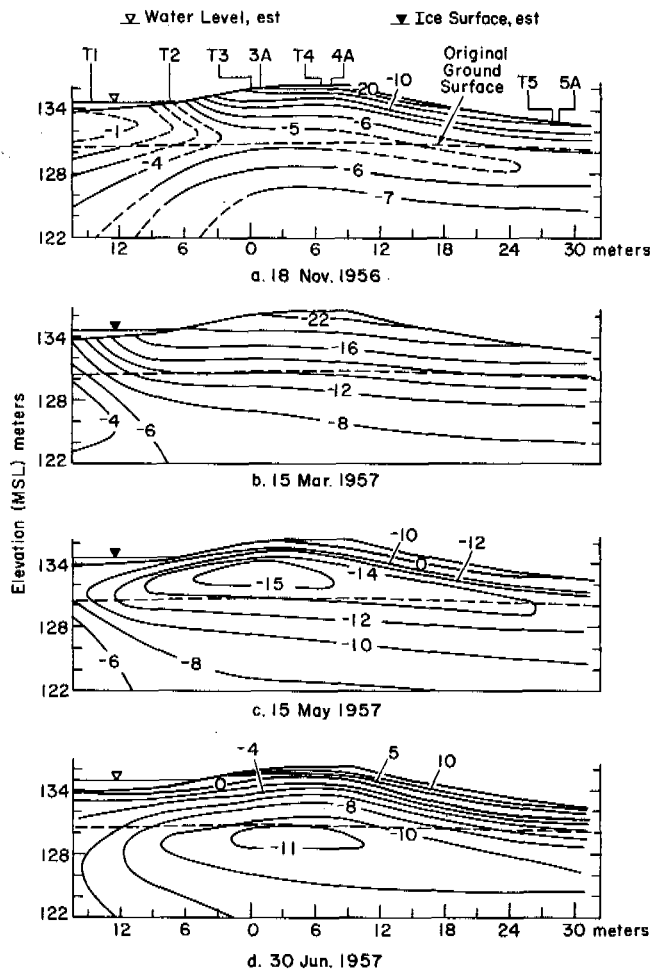 Water Level, est
Ice Surface, est
T1 T2 T3 3A T4 4A Original Ground Surface T5 5A
-20 -10
134
-1 -5 -6
-4
128
-6
-7
122
12 6 0 6 12 18 24 30 meters
a. 18 Nov. 1956
-22
134
-16
-12
128
-4 -6 -8
122
b. 15 Mar. 1957
Elevation (MSL) meters
-10 0 -12
134
-15 -14
128
-12
-10
-6 -8
122
c. 15 May 1957
-4 5 10
134
0
-8
-10
128
-11
122
12 6 0 6 12 18 24 30 meters
d. 30 Jun. 1957